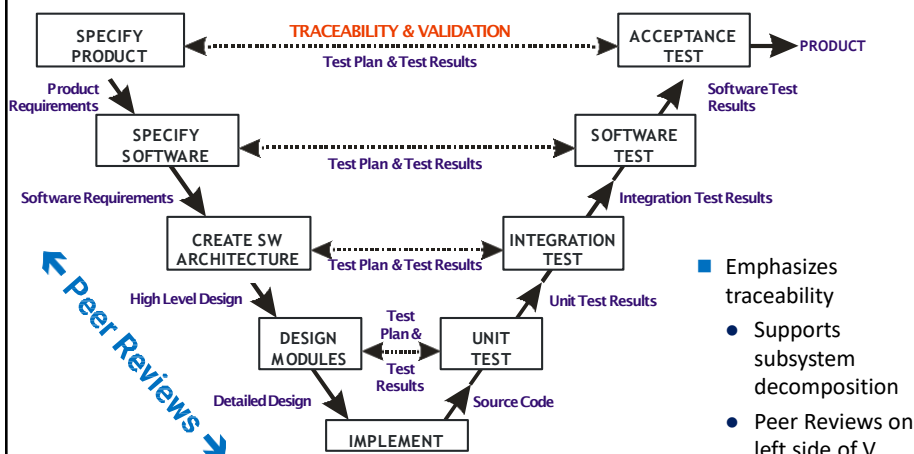 SPECIFY
PRODUCT
TRACEABILITY & VALIDATION
Test Plan & Test Results
ACCEPTANCE
TEST
PRODUCT
Product
Requirements
Software Test
Results
SPECIFY
SOFTWARE
Test Plan & Test Results
SOFTWARE
TEST
Software Requirements
Integration Test Results
CREATE SW
ARCHITECTURE
Test Plan & Test Results
INTEGRATION
TEST
High Level Design
Unit Test Results
DESIGN
MODULES
Test
Plan &
Test
Results
UNIT
TEST
Detailed Design
Source Code
IMPLEMENT
Peer Reviews
Emphasizes
traceability
Supports
subsystem
decomposition
Peer Reviews on
left side of V